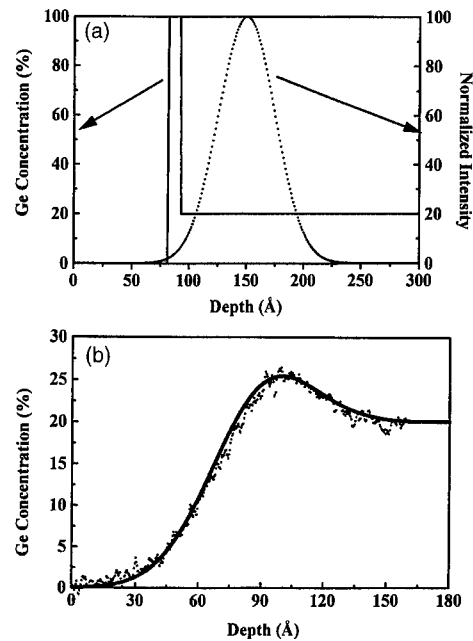 (a)
Ge Concentration (%)
100
80
60
40
20
0
100
80
60
40
20
0
Normalized Intensity
0 50 100 150 200 250 300
Depth (Å)
(b)
Ge Concentration (%)
30
25
20
15
10
5
0
0 30 60 90 120 150 180
Depth (Å)